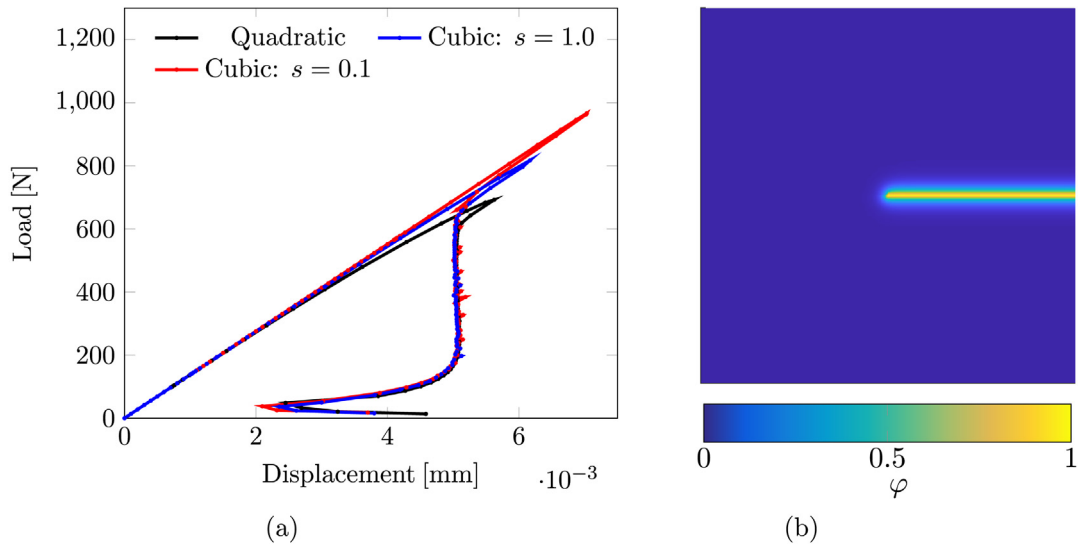 1,200
1,000
800
600
400
200
0
Load [N]
Quadratic
Cubic: s = 1.0
Cubic: s = 0.1
0 2 4 6
Displacement [mm] ·10⁻³
(a)
0 0.5 1
φ
(b)